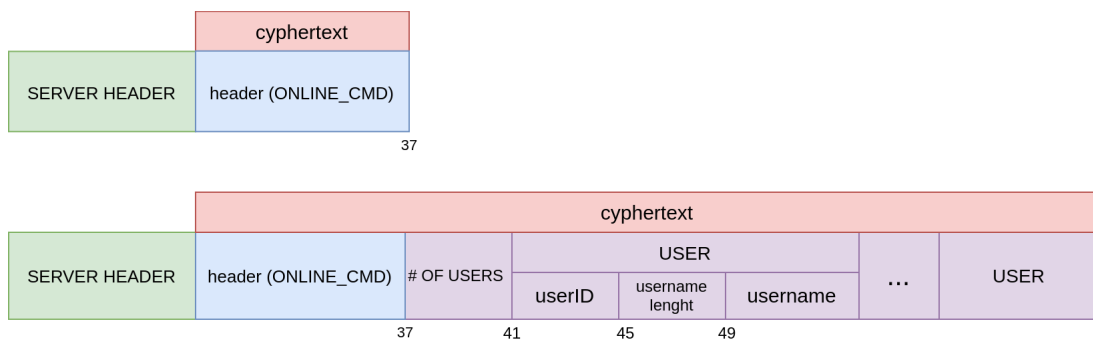 cyphertext
SERVER HEADER
header (ONLINE_CMD)
37
cyphertext
SERVER HEADER
header (ONLINE_CMD)
# OF USERS
USER
userID
username
lenght
username
...
USER
37
41
45
49